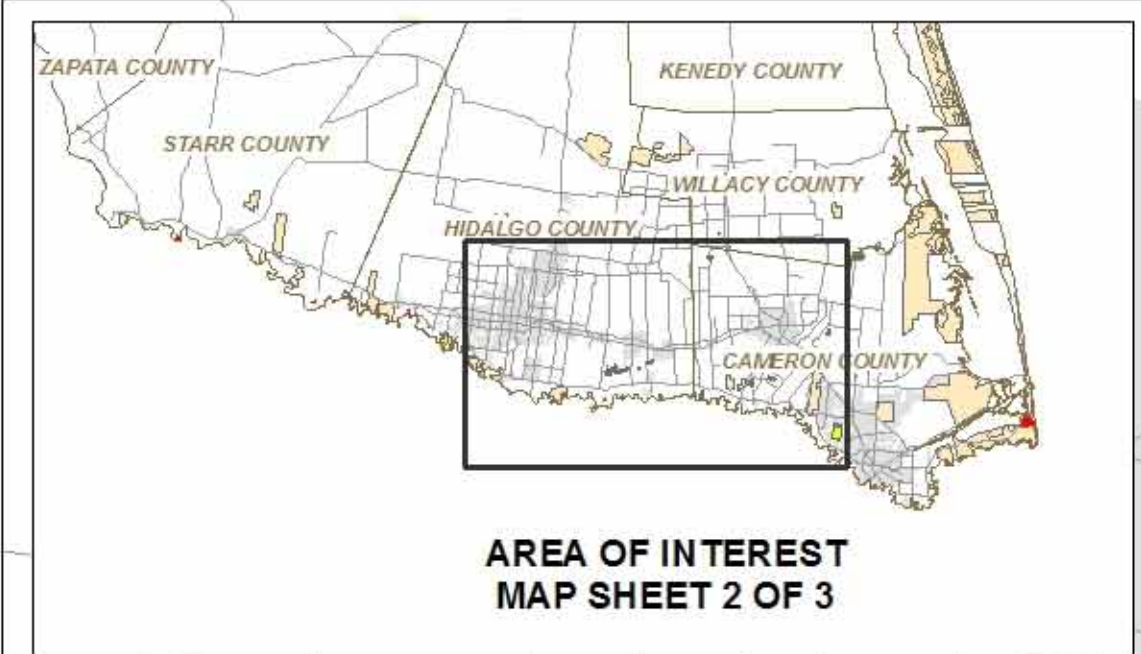 ZAPATA COUNTY
KENEDY COUNTY
STARR COUNTY
WILLACY COUNTY
HIDALGO COUNTY
CAMERON COUNTY
AREA OF INTEREST
MAP SHEET 2 OF 3